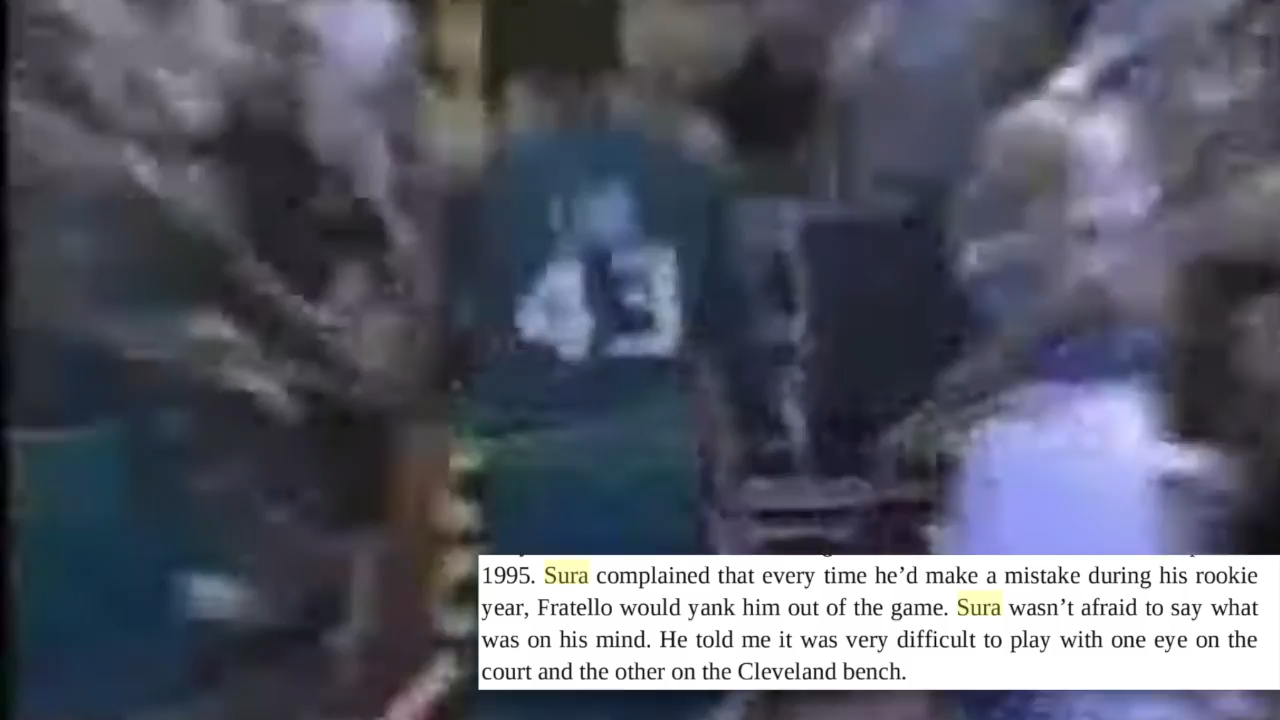 43
1995. Sura complained that every time he’d make a mistake during his rookie
year, Fratello would yank him out of the game. Sura wasn’t afraid to say what
was on his mind. He told me it was very difficult to play with one eye on the
court and the other on the Cleveland bench.